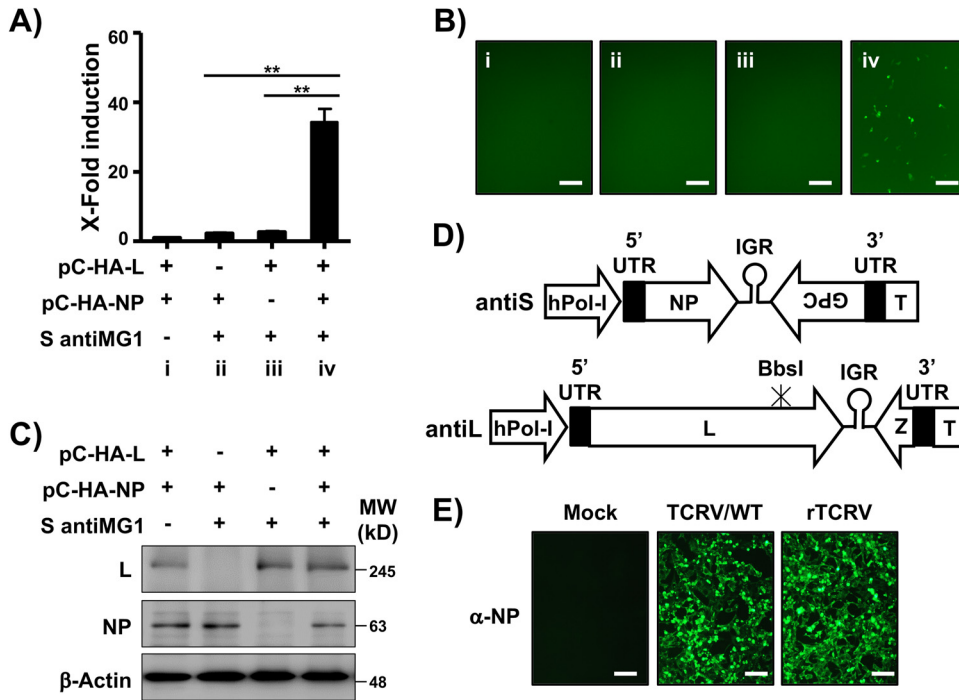 A)
X-Fold induction
60
40
20
0
**
**
pC-HA-L + - + +
pC-HA-NP + + - +
S antiMG1 - + + +
i ii iii iv
B)
i ii iii iv
C)
pC-HA-L + - + +
pC-HA-NP + + - +
S antiMG1 - + + +
MW
(kD)
L 245
NP 63
β-Actin 48
D)
5' IGR 3'
UTR UTR
antiS hPol-I NP GPC T
BbsI
5' IGR 3'
UTR UTR
antiL hPol-I L Z T
E)
Mock TCRV/WT rTCRV
α-NP